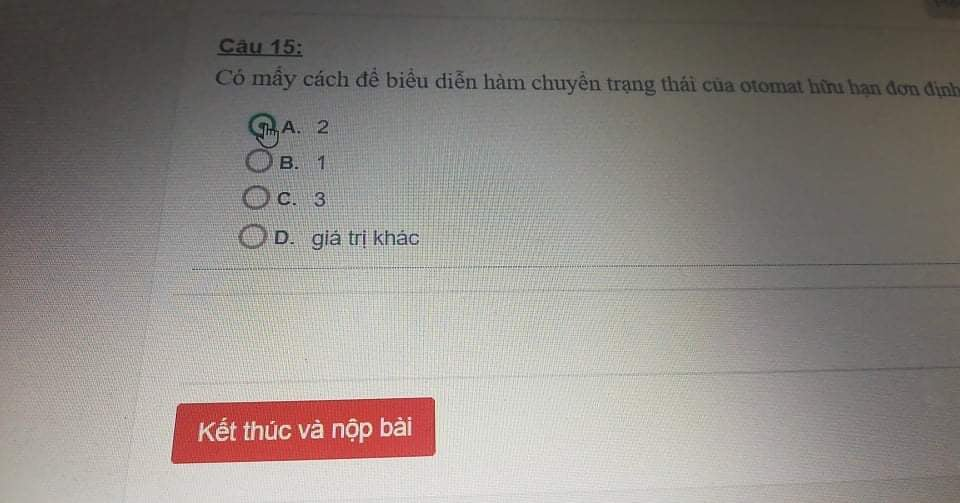 Câu 15:
Có mấy cách để biểu diễn hàm chuyển trạng thái của otomat hữu hạn đơn định
A. 2
B. 1
C. 3
D. giá trị khác
Kết thúc và nộp bài